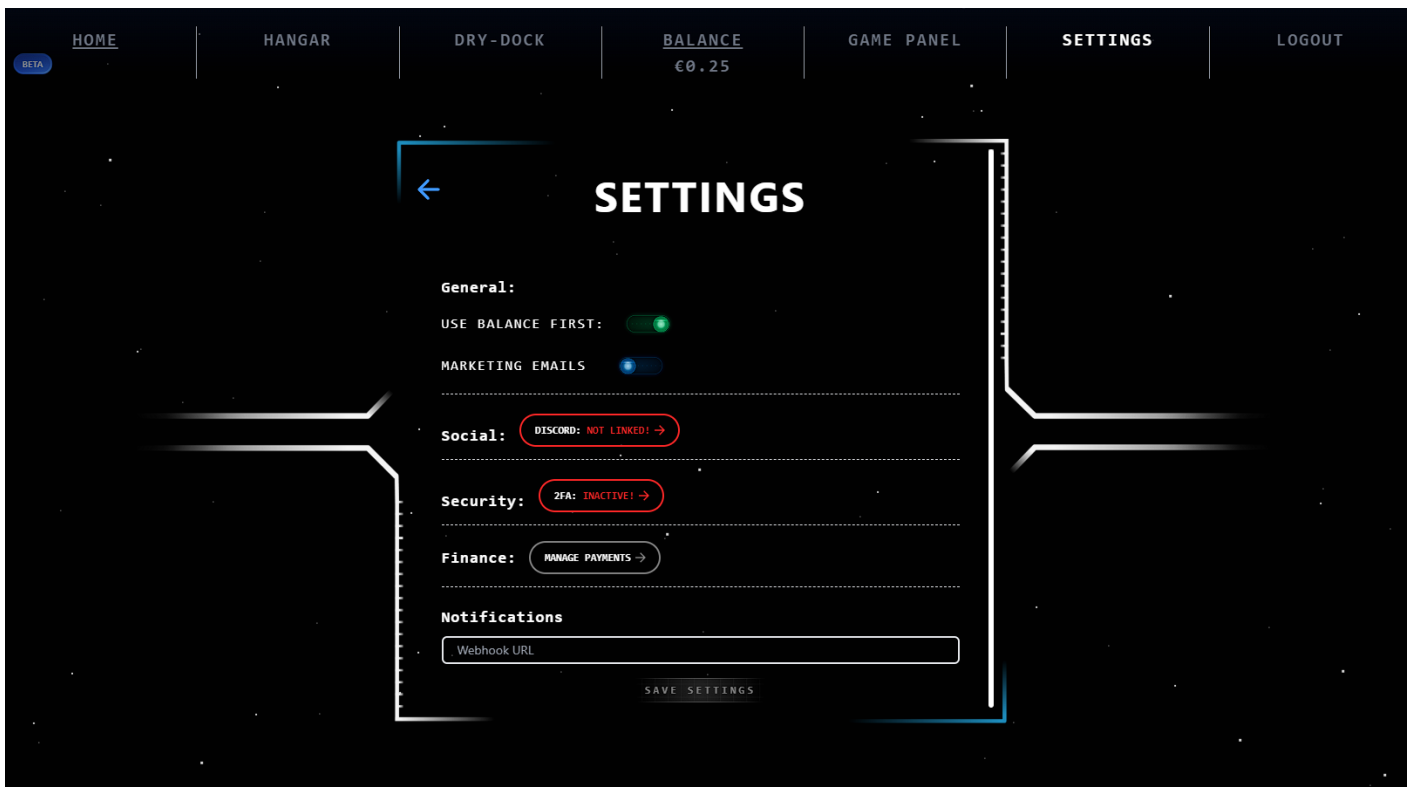 HOME
HANGAR
DRY-DOCK
BALANCE
€0.25
GAME PANEL
SETTINGS
LOGOUT
BETA
SETTINGS
General:
USE BALANCE FIRST:
MARKETING EMAILS
Social: DISCORD: NOT LINKED! →
Security: 2FA: INACTIVE! →
Finance: MANAGE PAYMENTS →
Notifications
Webhook URL
SAVE SETTINGS